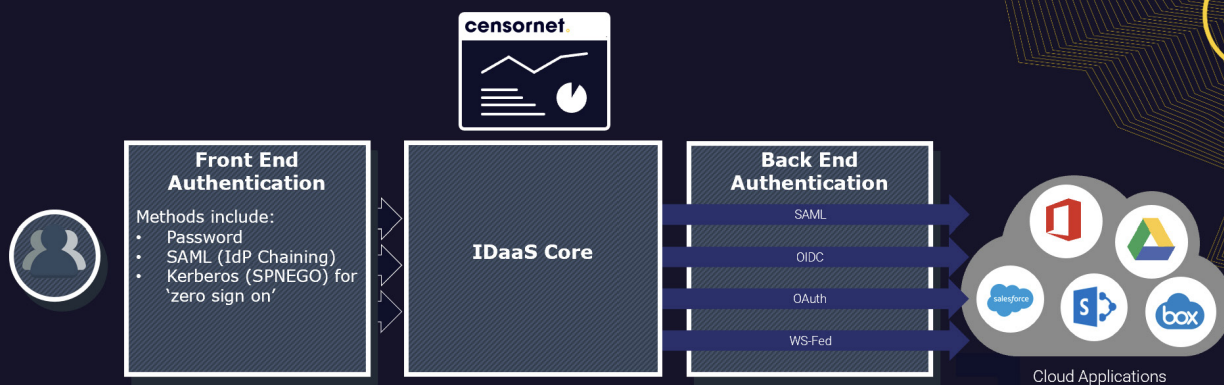 censornet.
Front End
Authentication
Methods include:
• Password
• SAML (IdP Chaining)
• Kerberos (SPNEGO) for
‘zero sign on’
IDaaS Core
Back End
Authentication
SAML
OIDC
OAuth
WS-Fed
salesforce
S
box
Cloud Applications